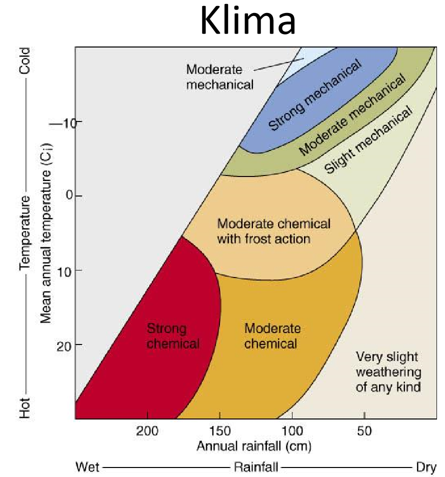 Klima
Moderate
mechanical
Strong mechanical
Moderate mechanical
Slight mechanical
Moderate chemical
with frost action
Strong
chemical
Moderate
chemical
Very slight
weathering
of any kind
Cold
Temperature
Hot
Mean annual temperature (C¡)
—10
0
10
20
200
150
100
50
Annual rainfall (cm)
Wet
Rainfall
Dry